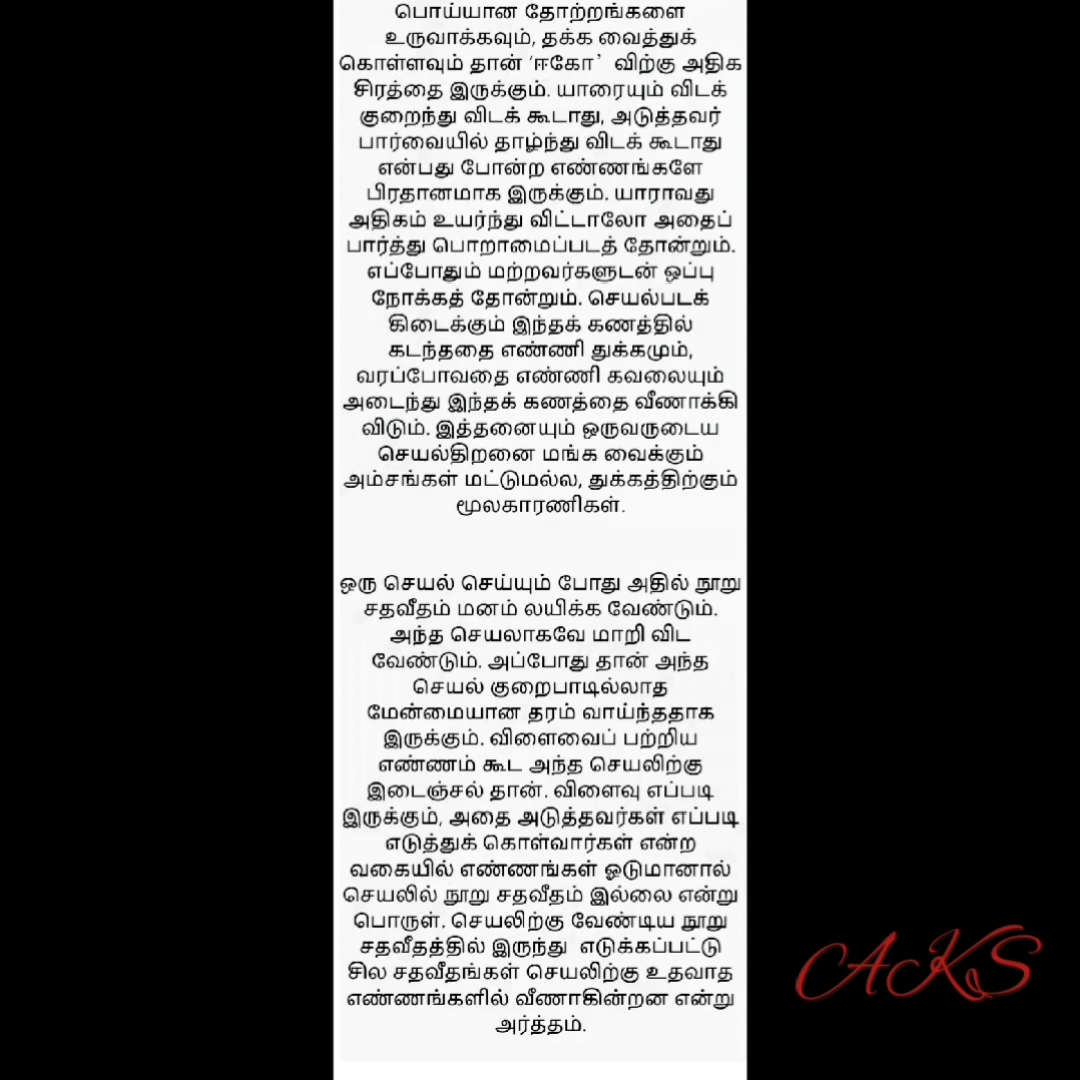 பொய்யான தோற்றங்களை
உருவாக்கவும், தக்க வைத்துக்
கொள்ளவும் தான் ‘ஈகோ’ விற்கு அதிக
சிரத்தை இருக்கும். யாரையும் விடக்
குறைந்து விடக் கூடாது, அடுத்தவர்
பார்வையில் தாழ்ந்து விடக் கூடாது
என்பது போன்ற எண்ணங்களே
பிரதானமாக இருக்கும். யாராவது
அதிகம் உயர்ந்து விட்டாலோ அதைப்
பார்த்து பொறாமைப்படத் தோன்றும்.
எப்போதும் மற்றவர்களுடன் ஒப்பு
நோக்கத் தோன்றும். செயல்படக்
கிடைக்கும் இந்தக் கணத்தில்
கடந்ததை எண்ணி துக்கமும்,
வரப்போவதை எண்ணி கவலையும்
அடைந்து இந்தக் கணத்தை வீணாக்கி
விடும். இத்தனையும் ஒருவருடைய
செயல்திறனை மங்க வைக்கும்
அம்சங்கள் மட்டுமல்ல, துக்கத்திற்கும்
மூலகாரணிகள்.
ஒரு செயல் செய்யும் போது அதில் நூறு
சதவீதம் மனம் லயிக்க வேண்டும்.
அந்த செயலாகவே மாறி விட
வேண்டும். அப்போது தான் அந்த
செயல் குறைபாடில்லாத
மேன்மையான தரம் வாய்ந்ததாக
இருக்கும். விளைவைப் பற்றிய
எண்ணம் கூட அந்த செயலிற்கு
இடைஞ்சல் தான். விளைவு எப்படி
இருக்கும், அதை அடுத்தவர்கள் எப்படி
எடுத்துக் கொள்வார்கள் என்ற
வகையில் எண்ணங்கள் ஓடுமானால்
செயலில் நூறு சதவீதம் இல்லை என்று
பொருள். செயலிற்கு வேண்டிய நூறு
சதவீதத்தில் இருந்து எடுக்கப்பட்டு
சில சதவீதங்கள் செயலிற்கு உதவாத
எண்ணங்களில் வீணாகின்றன என்று
அர்த்தம்.
AKS